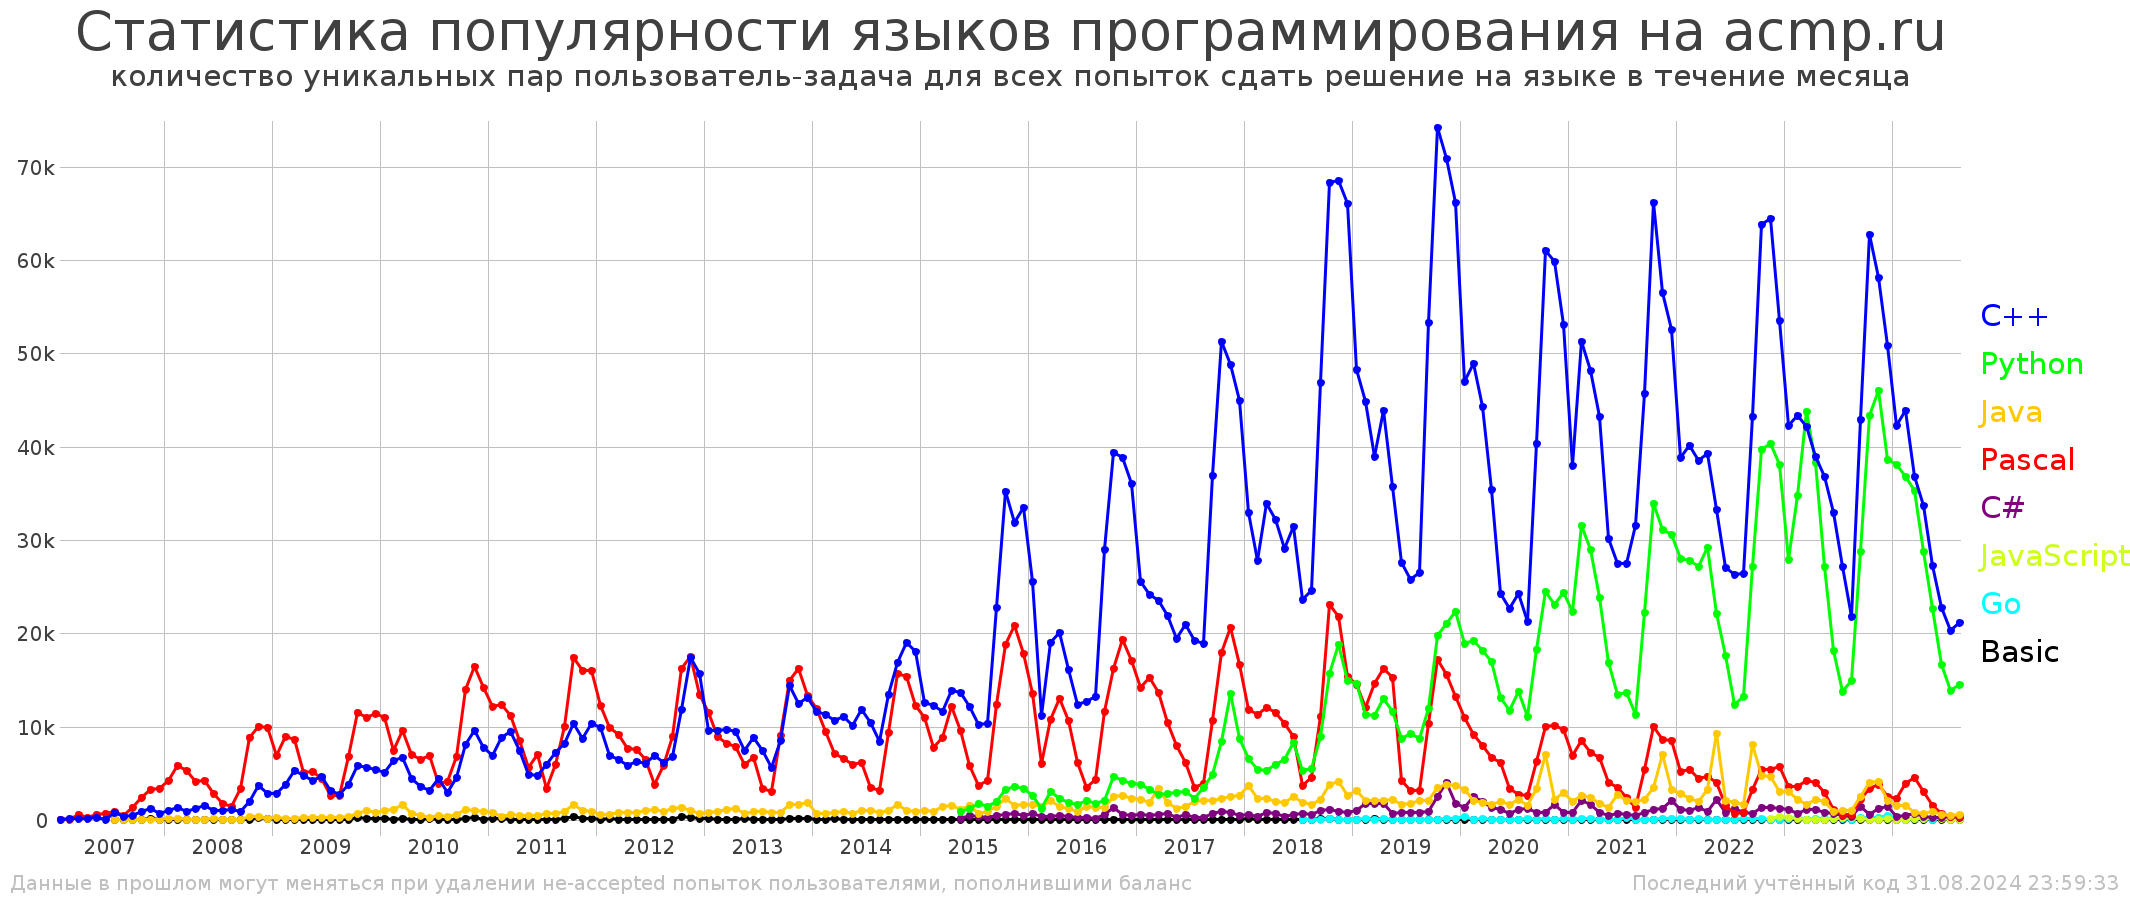 Статистика популярности языков программирования на acmp.ru
количество уникальных пар пользователь-задача для всех попыток сдать решение на языке в течение месяца
70k
60k
50k
40k
30k
20k
10k
0
C++
Python
Java
Pascal
C#
JavaScript
Go
Basic
2007 2008 2009 2010 2011 2012 2013 2014 2015 2016 2017 2018 2019 2020 2021 2022 2023
Данные в прошлом могут меняться при удалении не-accepted попыток пользователями, пополнившими баланс
Последний учтённый код 31.08.2024 23:59:33